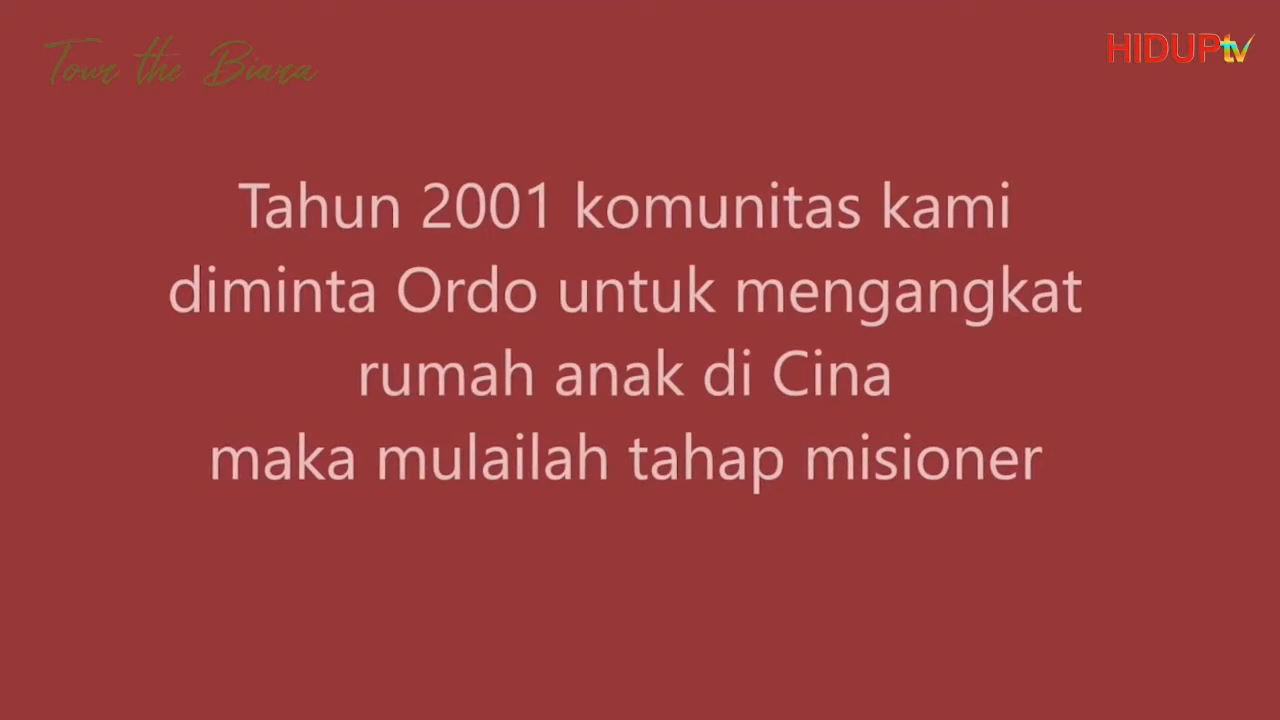 Tour the Biara
HIDUPtv
Tahun 2001 komunitas kami
diminta Ordo untuk mengangkat
rumah anak di Cina
maka mulailah tahap misioner